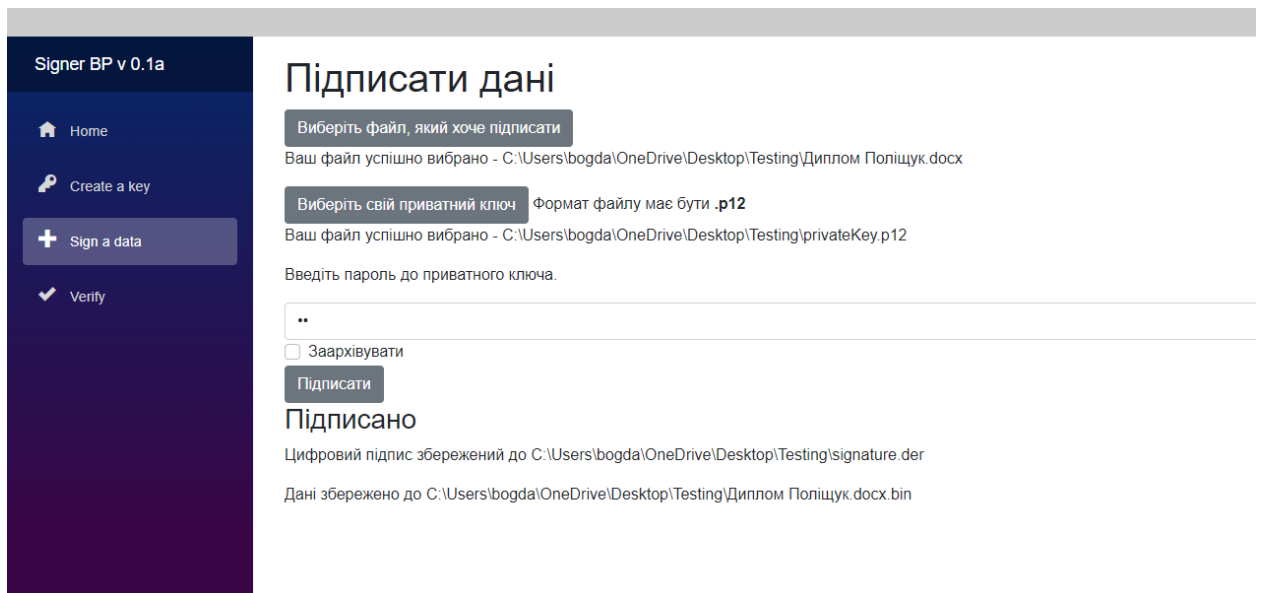 Signer BP v 0.1a
Home
Create a key
Sign a data
Verify
Підписати дані
Виберіть файл, який хоче підписати
Ваш файл успішно вибрано - C:\Users\bogda\OneDrive\Desktop\Testing\Диплом Поліщук.docx
Виберіть свій приватний ключ Формат файлу має бути .p12
Ваш файл успішно вибрано - C:\Users\bogda\OneDrive\Desktop\Testing\privateKey.p12
Введіть пароль до приватного ключа.
••
Заархівувати
Підписати
Підписано
Цифровий підпис збережений до C:\Users\bogda\OneDrive\Desktop\Testing\signature.der
Дані збережено до C:\Users\bogda\OneDrive\Desktop\Testing\Диплом Поліщук.docx.bin